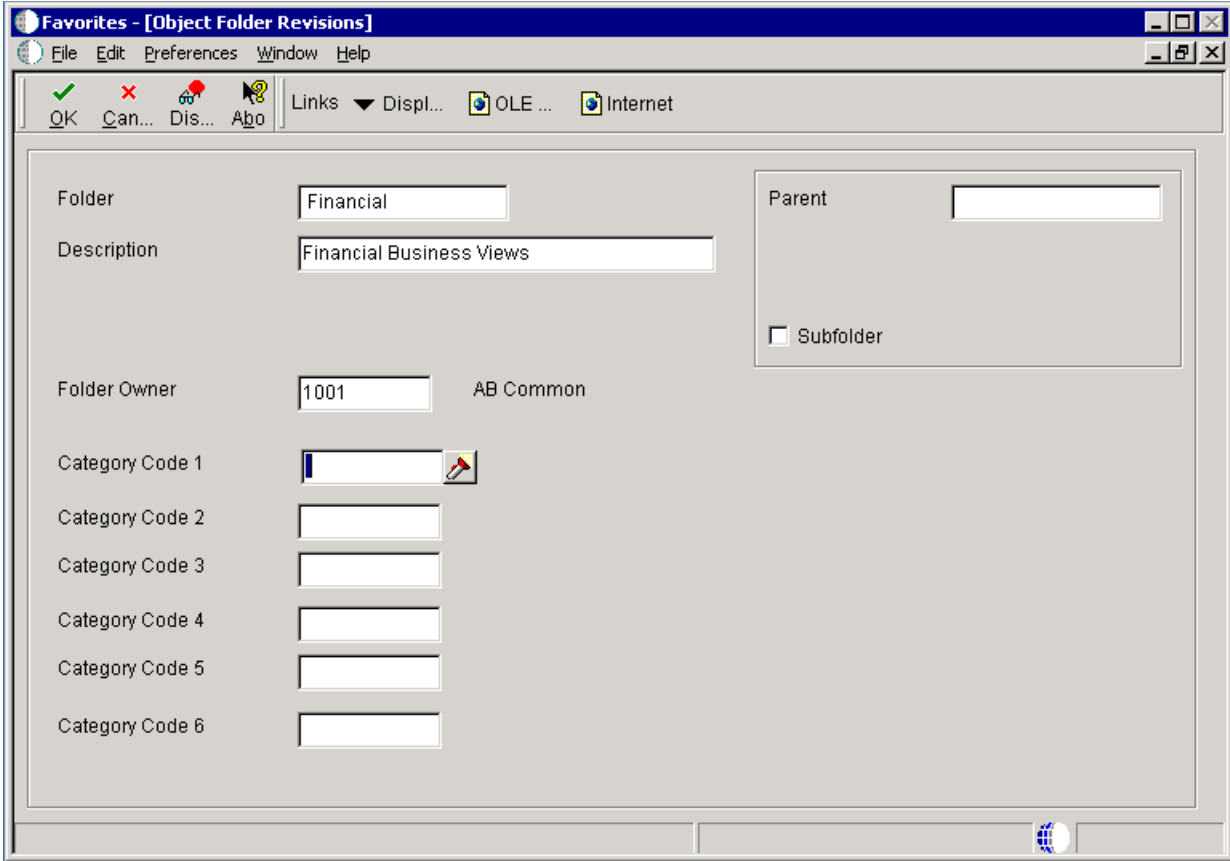 Favorites - [Object Folder Revisions]
File Edit Preferences Window Help
OK Can... Dis... Abo Links Displ... OLE ... Internet
Folder Financial Parent
Description Financial Business Views
Subfolder
Folder Owner 1001 AB Common
Category Code 1
Category Code 2
Category Code 3
Category Code 4
Category Code 5
Category Code 6